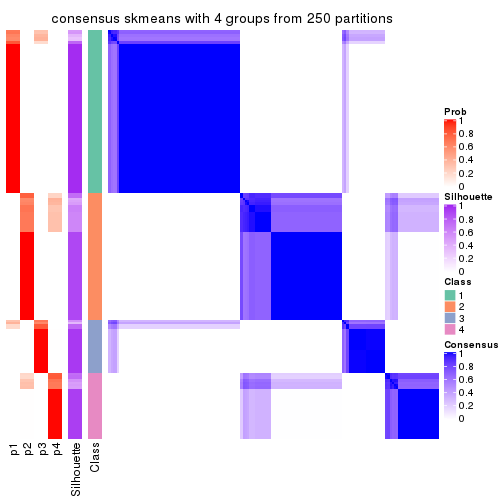 consensus skmeans with 4 groups from 250 partitions
Prob
1
0.8
0.6
0.4
0.2
0
Silhouette
1
0.8
0.6
0.4
0.2
0
Class
1
2
3
4
Consensus
1
0.8
0.6
0.4
0.2
0
p1
p2
p3
p4
Silhouette
Class